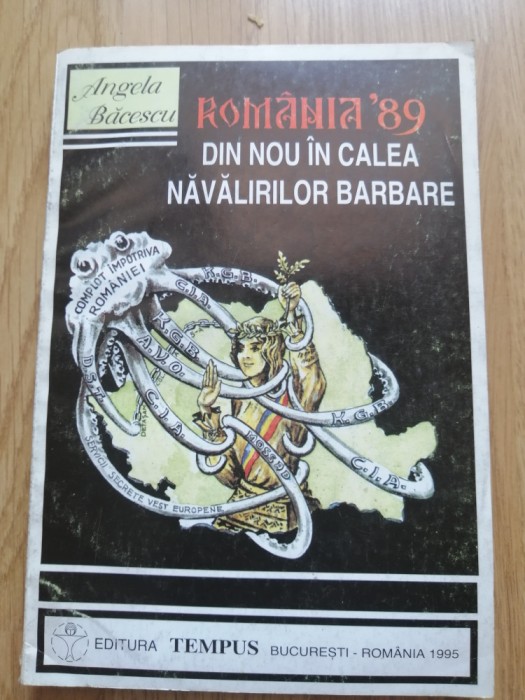 Angela
Băcescu
ROMÂNIA '89
DIN NOU ÎN CALEA
NĂVĂLIRILOR BARBARE
COMPLOT ÎMPOTRIVA
ROMÂNIEI
K.G.B.
C.I.A.
K.G.B.
A.V.O.
D.S.T.
C.I.A.
MOSSAD
K.G.B.
C.I.A.
SERVICII SECRETE VEST EUROPENE
EDITURA TEMPUS BUCUREȘTI - ROMÂNIA 1995